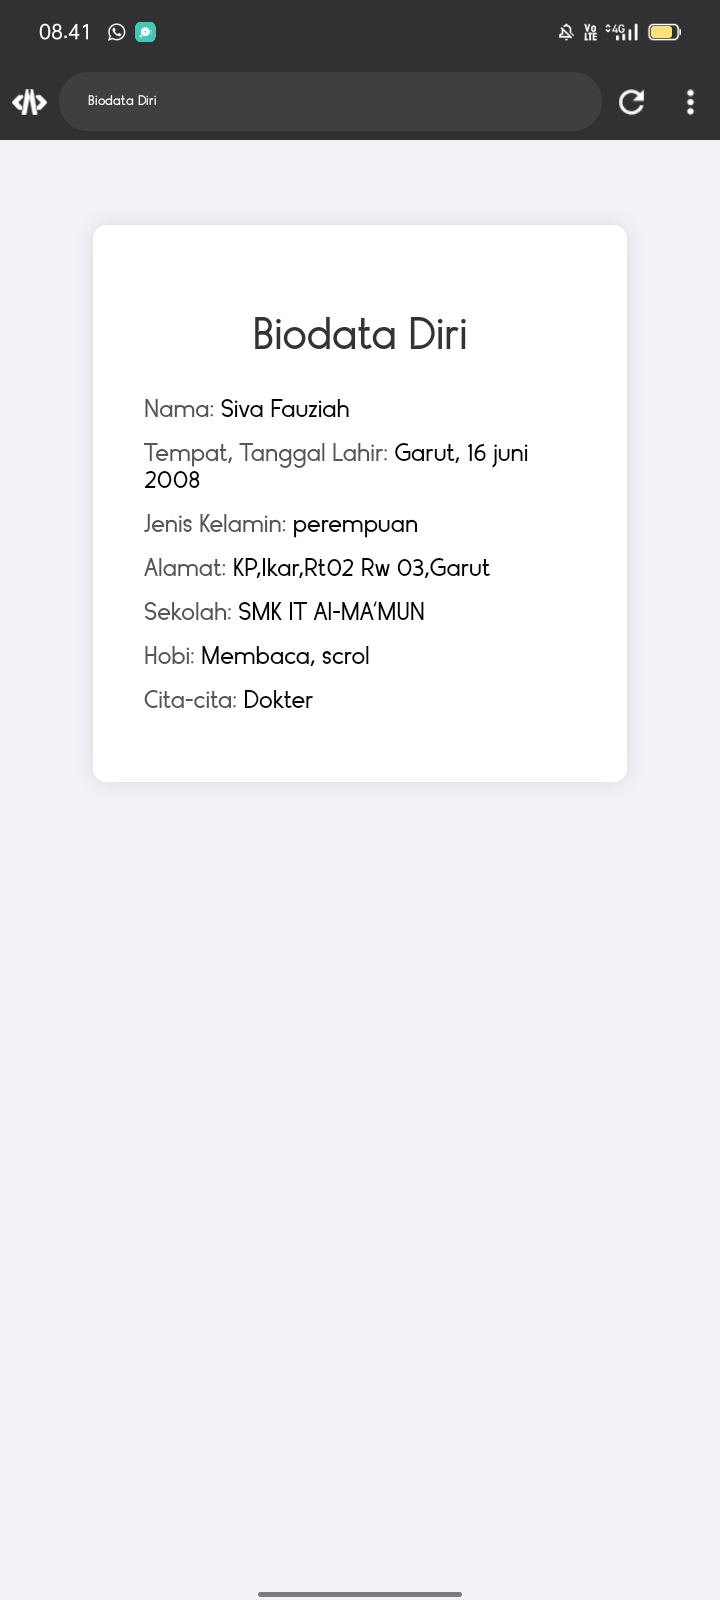 08.41
Vo
LTE
4G
Biodata Diri
Biodata Diri
Nama: Siva Fauziah
Tempat, Tanggal Lahir: Garut, 16 juni
2008
Jenis Kelamin: perempuan
Alamat: KP,Ikar,Rt02 Rw 03,Garut
Sekolah: SMK IT Al-MA'MUN
Hobi: Membaca, scrol
Cita-cita: Dokter